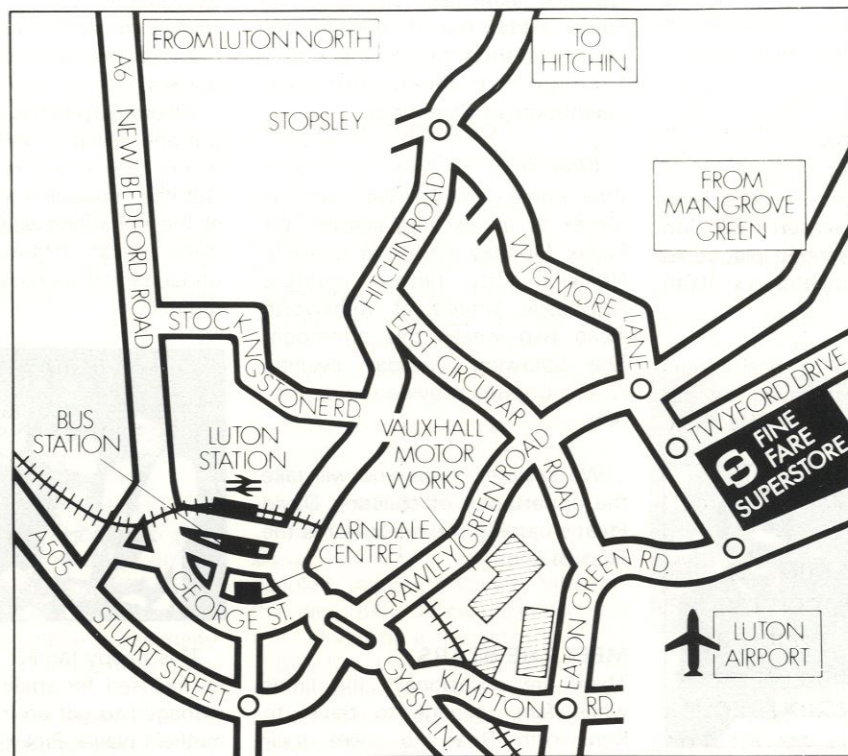 FROM LUTON NORTH
TO
HITCHIN
A6 NEW BEDFORD ROAD
STOPSLEY
FROM
MANGROVE
GREEN
HITCHIN ROAD
WIGMORE LANE
STOCKINGSTONE RD.
EAST CIRCULAR ROAD
TWYFORD DRIVE
BUS
STATION
LUTON
STATION
VAUXHALL
MOTOR
WORKS
FINE
FARE
SUPERSTORE
ARNDALE
CENTRE
CRAWLEY GREEN ROAD
A505
GEORGE ST.
EATON GREEN RD.
STUART STREET
GYPSY LN
KIMPTON RD.
LUTON
AIRPORT